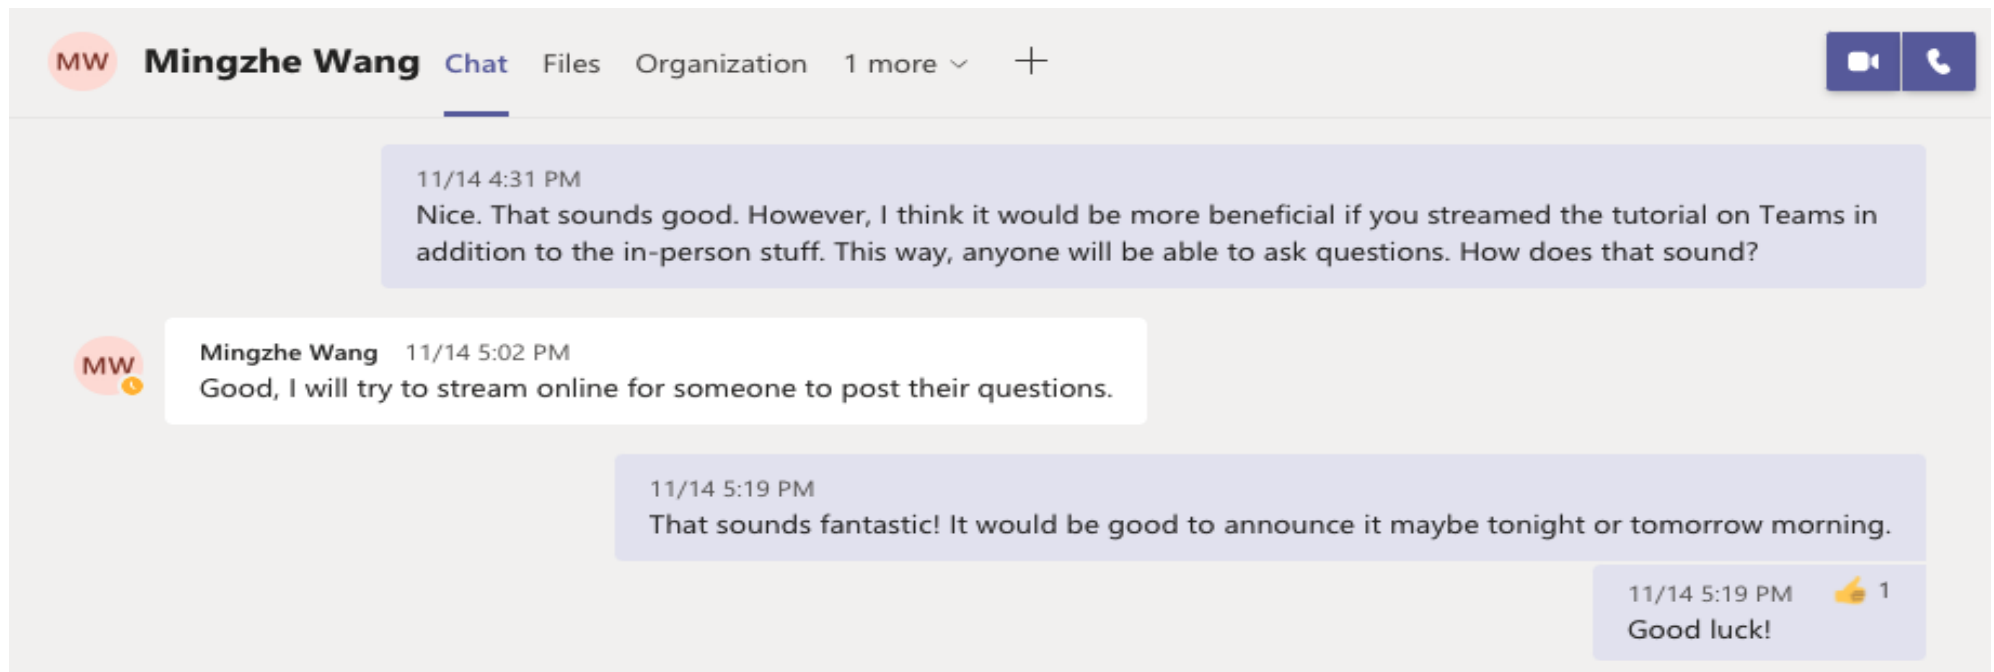 MW Mingzhe Wang Chat Files Organization 1 more
11/14 4:31 PM
Nice. That sounds good. However, I think it would be more beneficial if you streamed the tutorial on Teams in
addition to the in-person stuff. This way, anyone will be able to ask questions. How does that sound?
MW
Mingzhe Wang 11/14 5:02 PM
Good, I will try to stream online for someone to post their questions.
11/14 5:19 PM
That sounds fantastic! It would be good to announce it maybe tonight or tomorrow morning.
11/14 5:19 PM 👍 1
Good luck!